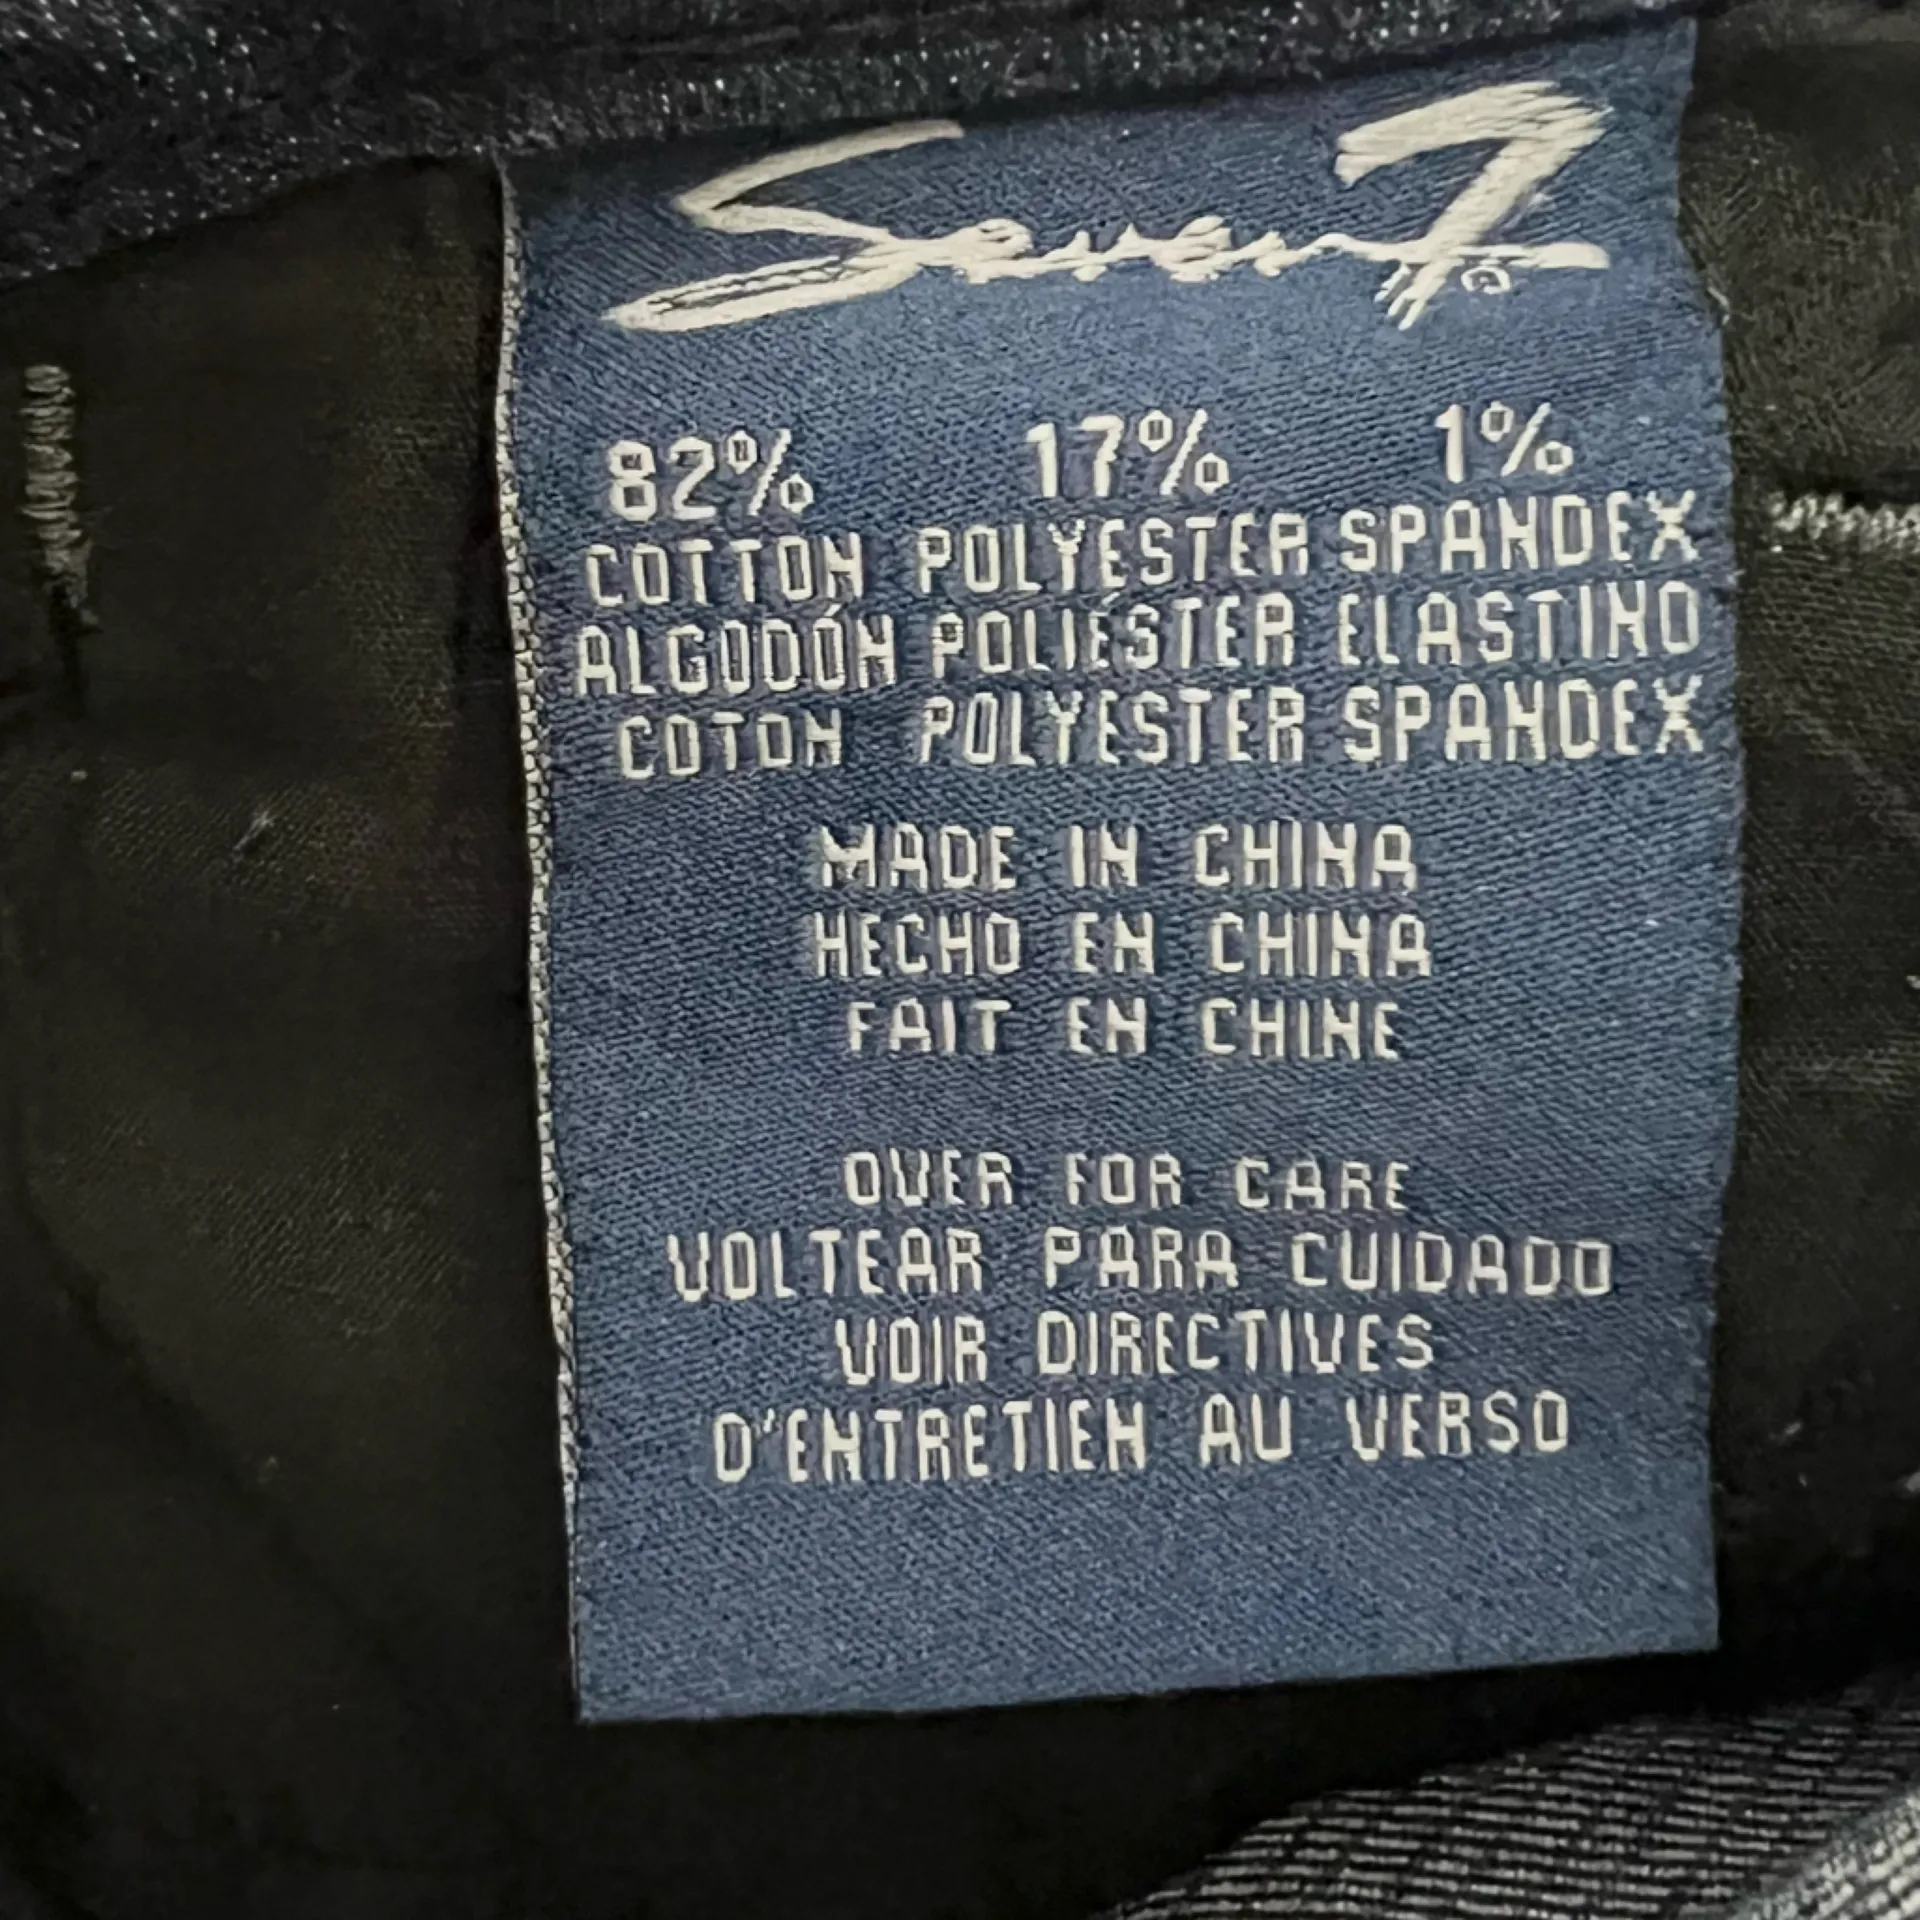 Seven7®
82% 17% 1%
COTTON POLYESTER SPANDEX
ALGODÓN POLIÉSTER ELASTINO
COTON POLYESTER SPANDEX
MADE IN CHINA
HECHO EN CHINA
FAIT EN CHINE
OVER FOR CARE
VOLTEAR PARA CUIDADO
VOIR DIRECTIVES
D'ENTRETIEN AU VERSO